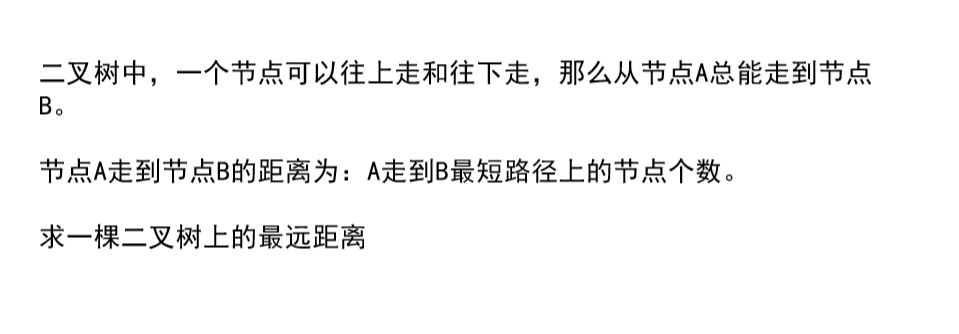 二叉树中，一个节点可以往上走和往下走，那么从节点A总能走到节点
B。
节点A走到节点B的距离为：A走到B最短路径上的节点个数。
求一棵二叉树上的最远距离